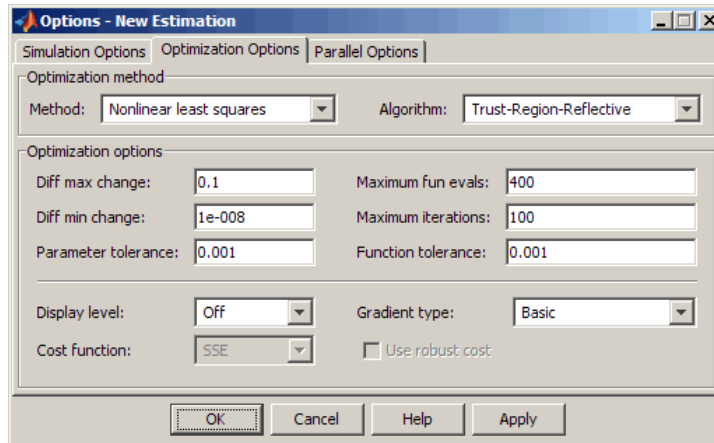 Options - New Estimation
Simulation Options Optimization Options Parallel Options
Optimization method
Method: Nonlinear least squares Algorithm: Trust-Region-Reflective
Optimization options
Diff max change: 0.1 Maximum fun evals: 400
Diff min change: 1e-008 Maximum iterations: 100
Parameter tolerance: 0.001 Function tolerance: 0.001
Display level: Off Gradient type: Basic
Cost function: SSE Use robust cost
OK Cancel Help Apply